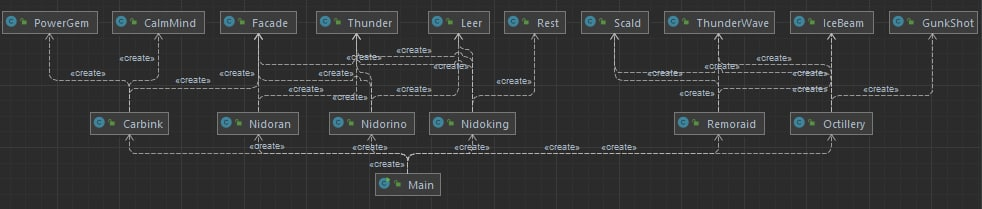 PowerGem CalmMind Facade Thunder Leer Rest Scald ThunderWave IceBeam GunkShot
«create» «create» «create» «create»
«create» «create» «create» «create» «create» «create» «create» «create»
«create» «create» «create» «create» «create» «create»
Carbink Nidoran Nidorino Nidoking Remoraid Octillery
«create» «create» «create» «create» «create» «create»
«create»
Main